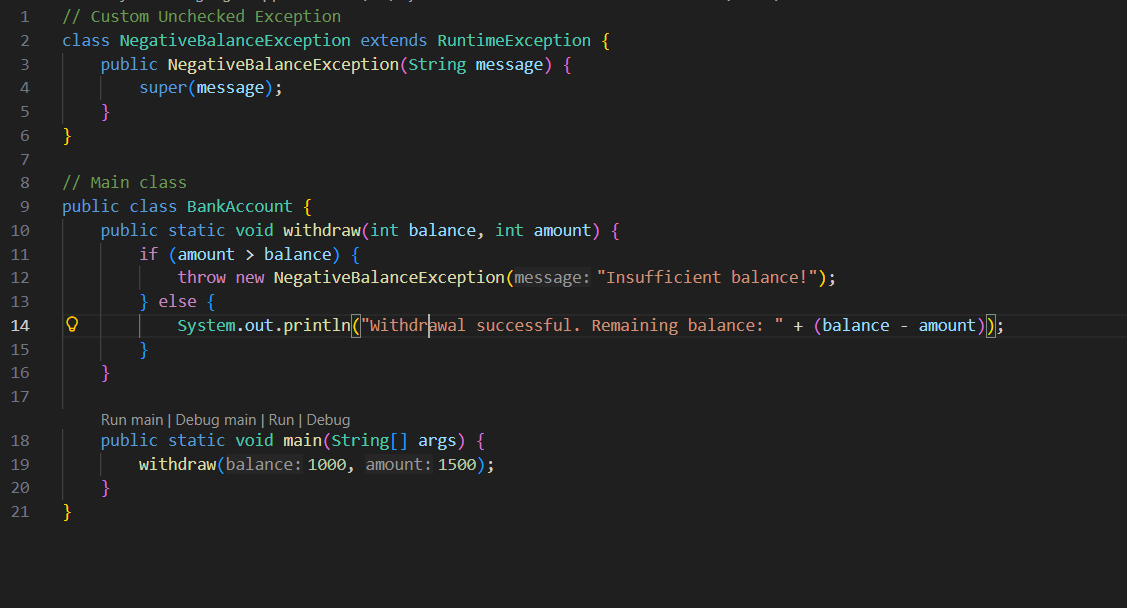 1 // Custom Unchecked Exception
2 class NegativeBalanceException extends RuntimeException {
3     public NegativeBalanceException(String message) {
4         super(message);
5     }
6 }
7
8 // Main class
9 public class BankAccount {
10     public static void withdraw(int balance, int amount) {
11         if (amount > balance) {
12             throw new NegativeBalanceException(message: "Insufficient balance!");
13         } else {
14             System.out.println("Withdrawal successful. Remaining balance: " + (balance - amount));
15         }
16     }
17
Run main | Debug main | Run | Debug
18     public static void main(String[] args) {
19         withdraw(balance: 1000, amount: 1500);
20     }
21 }